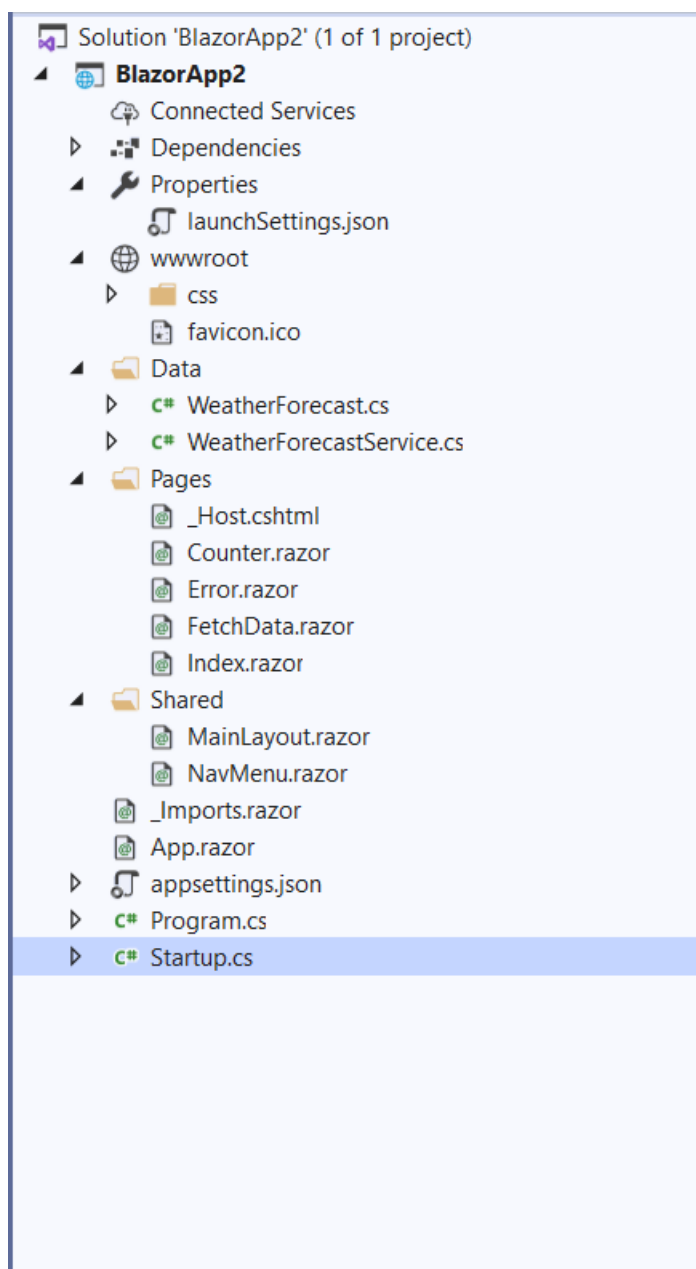 Solution 'BlazorApp2' (1 of 1 project)
BlazorApp2
Connected Services
Dependencies
Properties
launchSettings.json
wwwroot
css
favicon.ico
Data
C# WeatherForecast.cs
C# WeatherForecastService.cs
Pages
_Host.cshtml
Counter.razor
Error.razor
FetchData.razor
Index.razor
Shared
MainLayout.razor
NavMenu.razor
_Imports.razor
App.razor
appsettings.json
C# Program.cs
C# Startup.cs